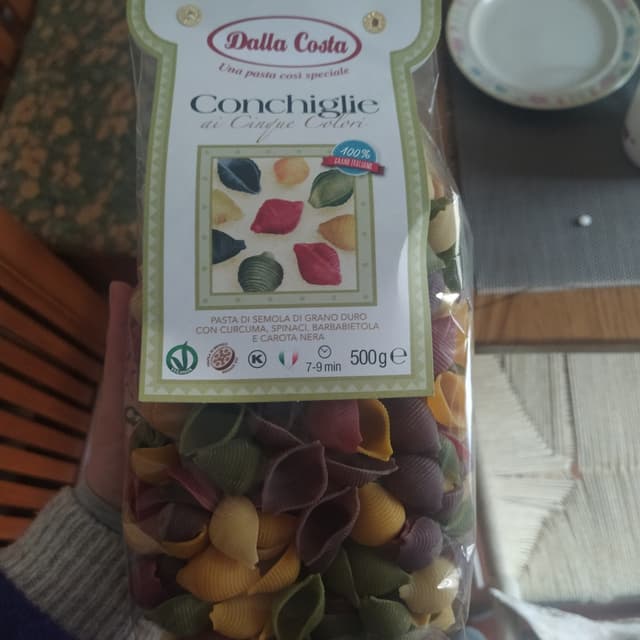 Dalla Costa
Una pasta così speciale
Conchiglie
di Cinque Colori
100%
GRANO ITALIANO
PASTA DI SEMOLA DI GRANO DURO
CON CURCUMA, SPINACI, BARBABIETOLA
E CAROTA NERA
K
7-9 min
500g e